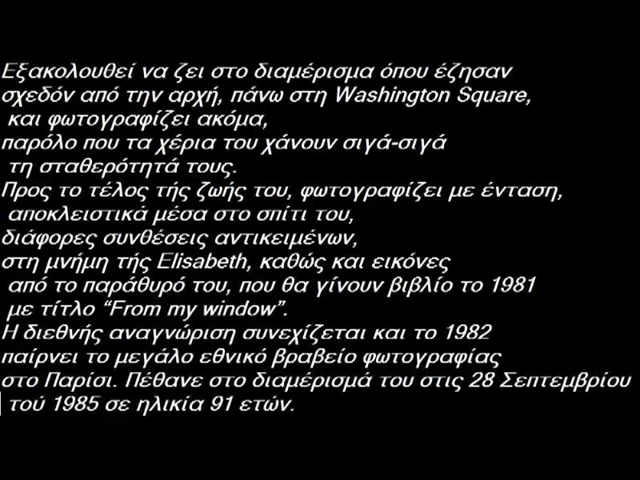 Εξακολουθεί να ζει στο διαμέρισμα όπου έζησαν
σχεδόν από την αρχή, πάνω στη Washington Square,
και φωτογραφίζει ακόμα,
παρόλο που τα χέρια του χάνουν σιγά-σιγά
τη σταθερότητά τους.
Προς το τέλος τής ζωής του, φωτογραφίζει με ένταση,
αποκλειστικά μέσα στο σπίτι του,
διάφορες συνθέσεις αντικειμένων,
στη μνήμη τής Elisabeth, καθώς και εικόνες
από το παράθυρό του, που θα γίνουν βιβλίο το 1981
με τίτλο “From my window”.
Η διεθνής αναγνώριση συνεχίζεται και το 1982
παίρνει το μεγάλο εθνικό βραβείο φωτογραφίας
στο Παρίσι. Πέθανε στο διαμέρισμά του στις 28 Σεπτεμβρίου
τού 1985 σε ηλικία 91 ετών.